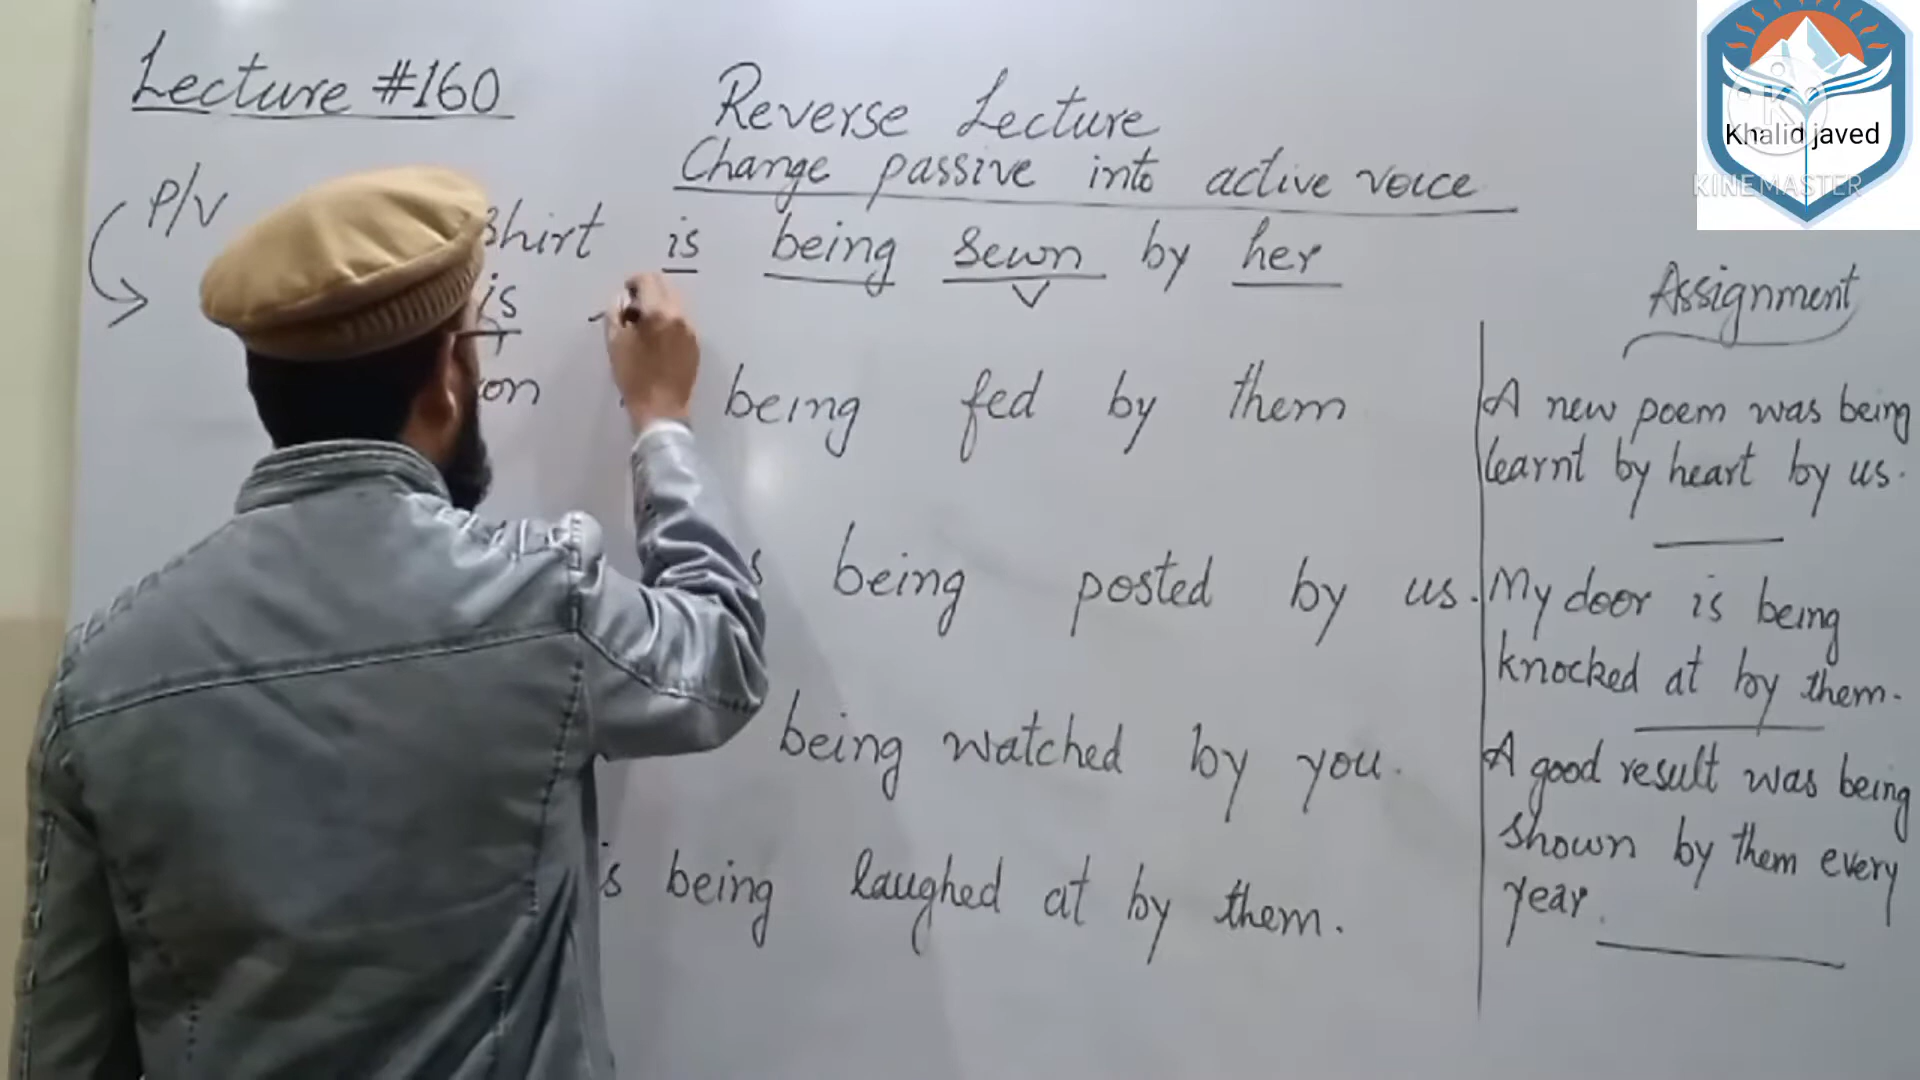 Lecture #160
Reverse Lecture
Change passive into active voice
P/V
shirt is being sewn by her
is
being fed by them
being posted by us.
being watched by you.
is being laughed at by them.
Assignment
A new poem was being
learnt by heart by us.
My door is being
knocked at by them.
A good result was being
shown by them every
year.
Khalid javed
KINEMASTER